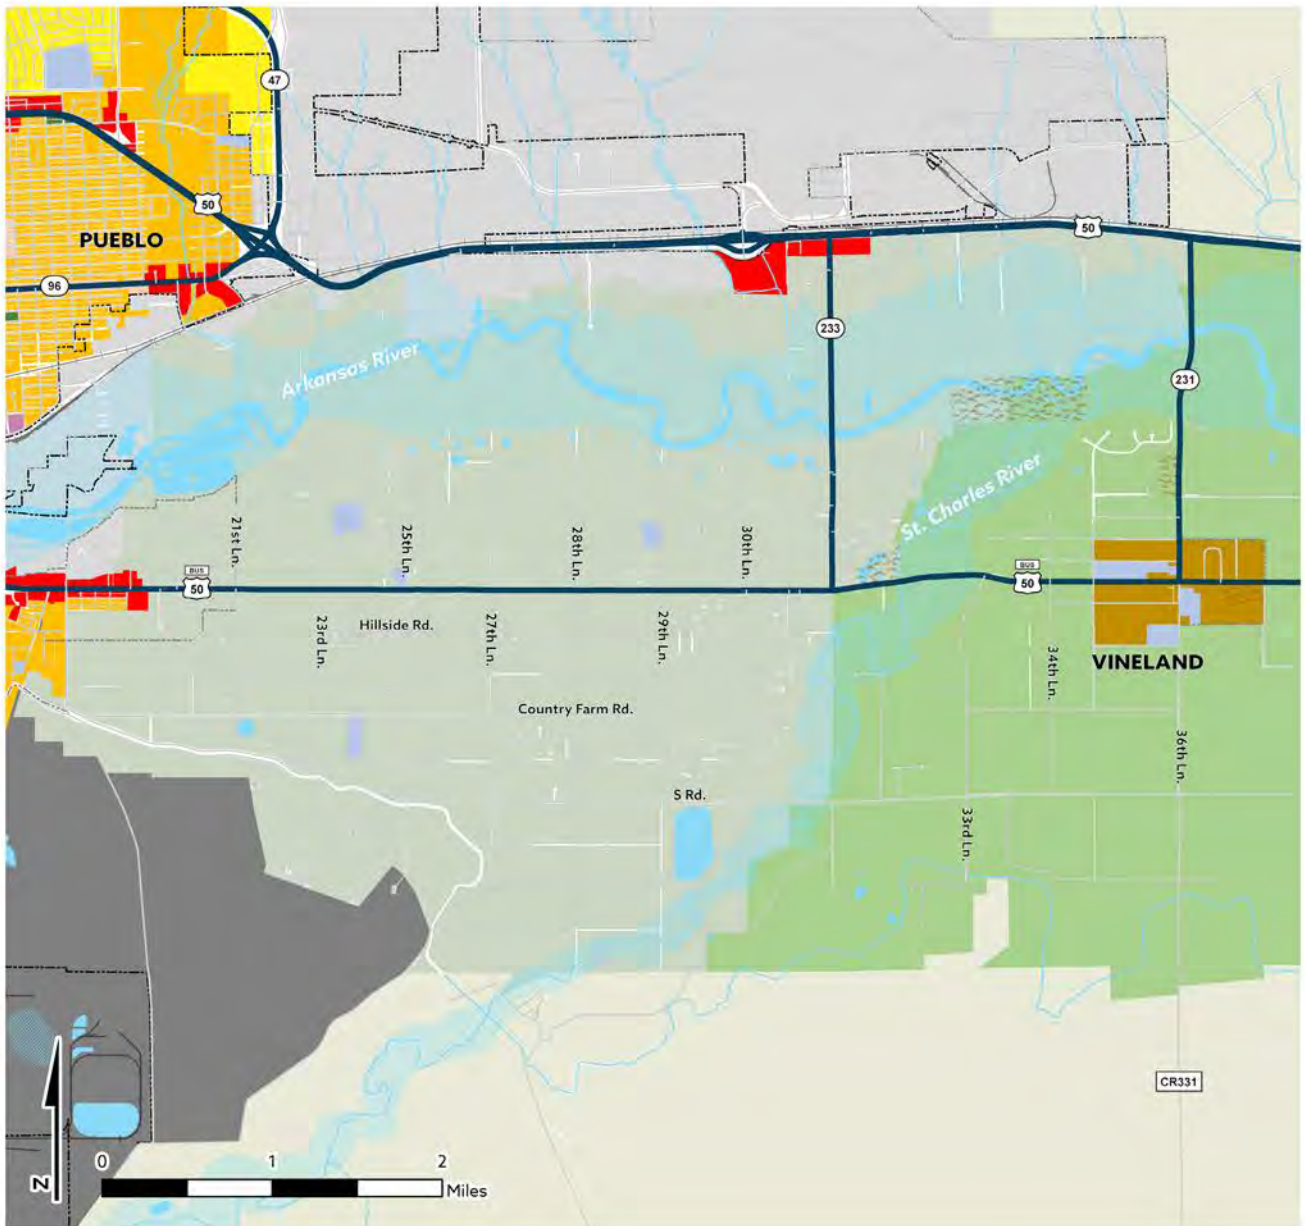 47
50
PUEBLO
50
96
233
Arkansas River
231
St. Charles River
21st Ln.
25th Ln.
28th Ln.
30th Ln.
BUS
50
BUS
50
Hillside Rd.
23rd Ln.
27th Ln.
29th Ln.
34th Ln.
VINELAND
Country Farm Rd.
36th Ln.
S Rd.
33rd Ln.
CR331
N
0 1 2
Miles